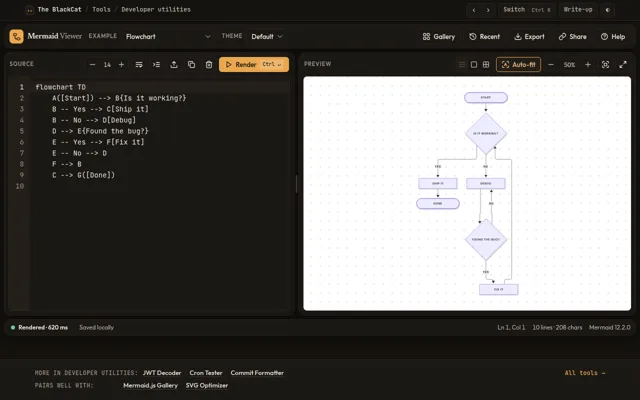 The BlackCat / Tools / Developer utilities
Switch Ctrl K Write-up
Mermaid Viewer EXAMPLE Flowchart THEME Default Gallery Recent Export Share Help
SOURCE 14 Render Ctrl PREVIEW Auto-fit 50%
1 flowchart TD
2 A([Start]) --> B{Is it working?}
3 B -- Yes --> C[Ship it]
4 B -- No --> D[Debug]
5 D --> E{Found the bug?}
6 E -- Yes --> F[Fix it]
7 E -- No --> D
8 F --> B
9 C --> G([Done])
10
START
IS IT WORKING?
YES NO
SHIP IT DEBUG
DONE NO
FOUND THE BUG?
YES
FIX IT
Rendered · 620 ms Saved locally Ln 1, Col 1 10 lines · 208 chars Mermaid 12.2.0
MORE IN DEVELOPER UTILITIES: JWT Decoder Cron Tester Commit Formatter All tools →
PAIRS WELL WITH: Mermaid.js Gallery SVG Optimizer